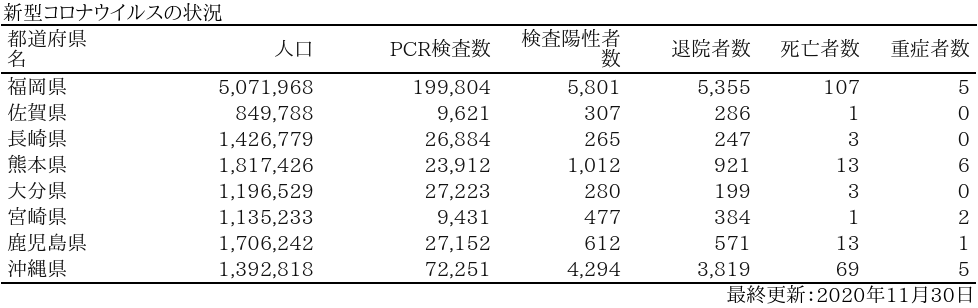 新型コロナウイルスの状況
都道府県名 人口 PCR検査数 検査陽性者数 退院者数 死亡者数 重症者数
福岡県 5,071,968 199,804 5,801 5,355 107 5
佐賀県 849,788 9,621 307 286 1 0
長崎県 1,426,779 26,884 265 247 3 0
熊本県 1,817,426 23,912 1,012 921 13 6
大分県 1,196,529 27,223 280 199 3 0
宮崎県 1,135,233 9,431 477 384 1 2
鹿児島県 1,706,242 27,152 612 571 13 1
沖縄県 1,392,818 72,251 4,294 3,819 69 5
最終更新:2020年11月30日